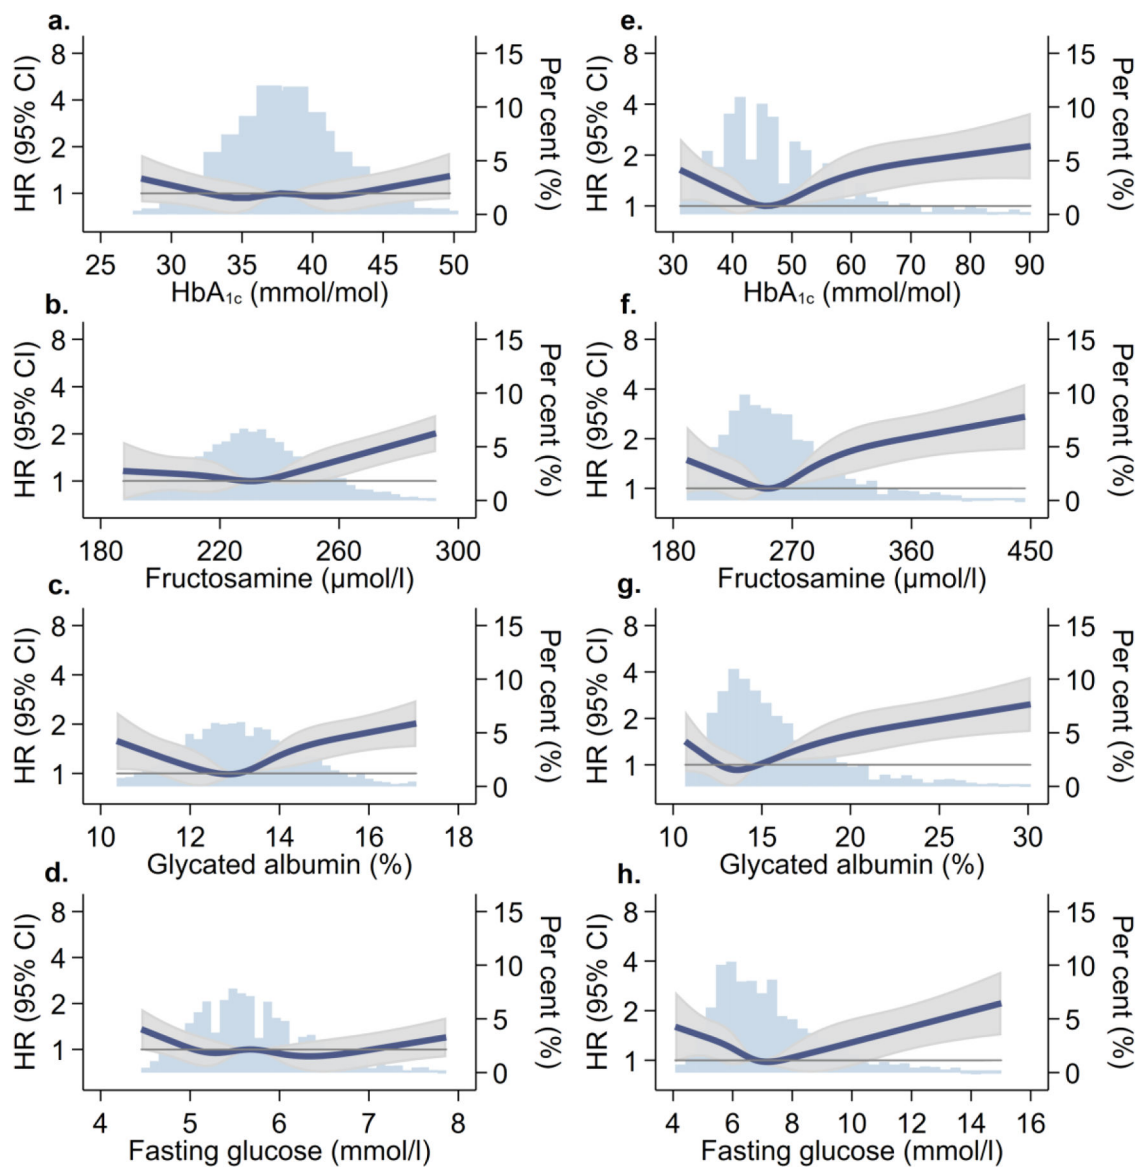 a.
8
4
2
1
HR (95% CI)
15
10
5
0
Per cent (%)
25 30 35 40 45 50
HbA1c (mmol/mol)
e.
8
4
2
1
HR (95% CI)
15
10
5
0
Per cent (%)
30 40 50 60 70 80 90
HbA1c (mmol/mol)
b.
8
4
2
1
HR (95% CI)
15
10
5
0
Per cent (%)
180 220 260 300
Fructosamine (µmol/l)
f.
8
4
2
1
HR (95% CI)
15
10
5
0
Per cent (%)
180 270 360 450
Fructosamine (µmol/l)
c.
8
4
2
1
HR (95% CI)
15
10
5
0
Per cent (%)
10 12 14 16 18
Glycated albumin (%)
g.
8
4
2
1
HR (95% CI)
15
10
5
0
Per cent (%)
10 15 20 25 30
Glycated albumin (%)
d.
8
4
2
1
HR (95% CI)
15
10
5
0
Per cent (%)
4 5 6 7 8
Fasting glucose (mmol/l)
h.
8
4
2
1
HR (95% CI)
15
10
5
0
Per cent (%)
4 6 8 10 12 14 16
Fasting glucose (mmol/l)